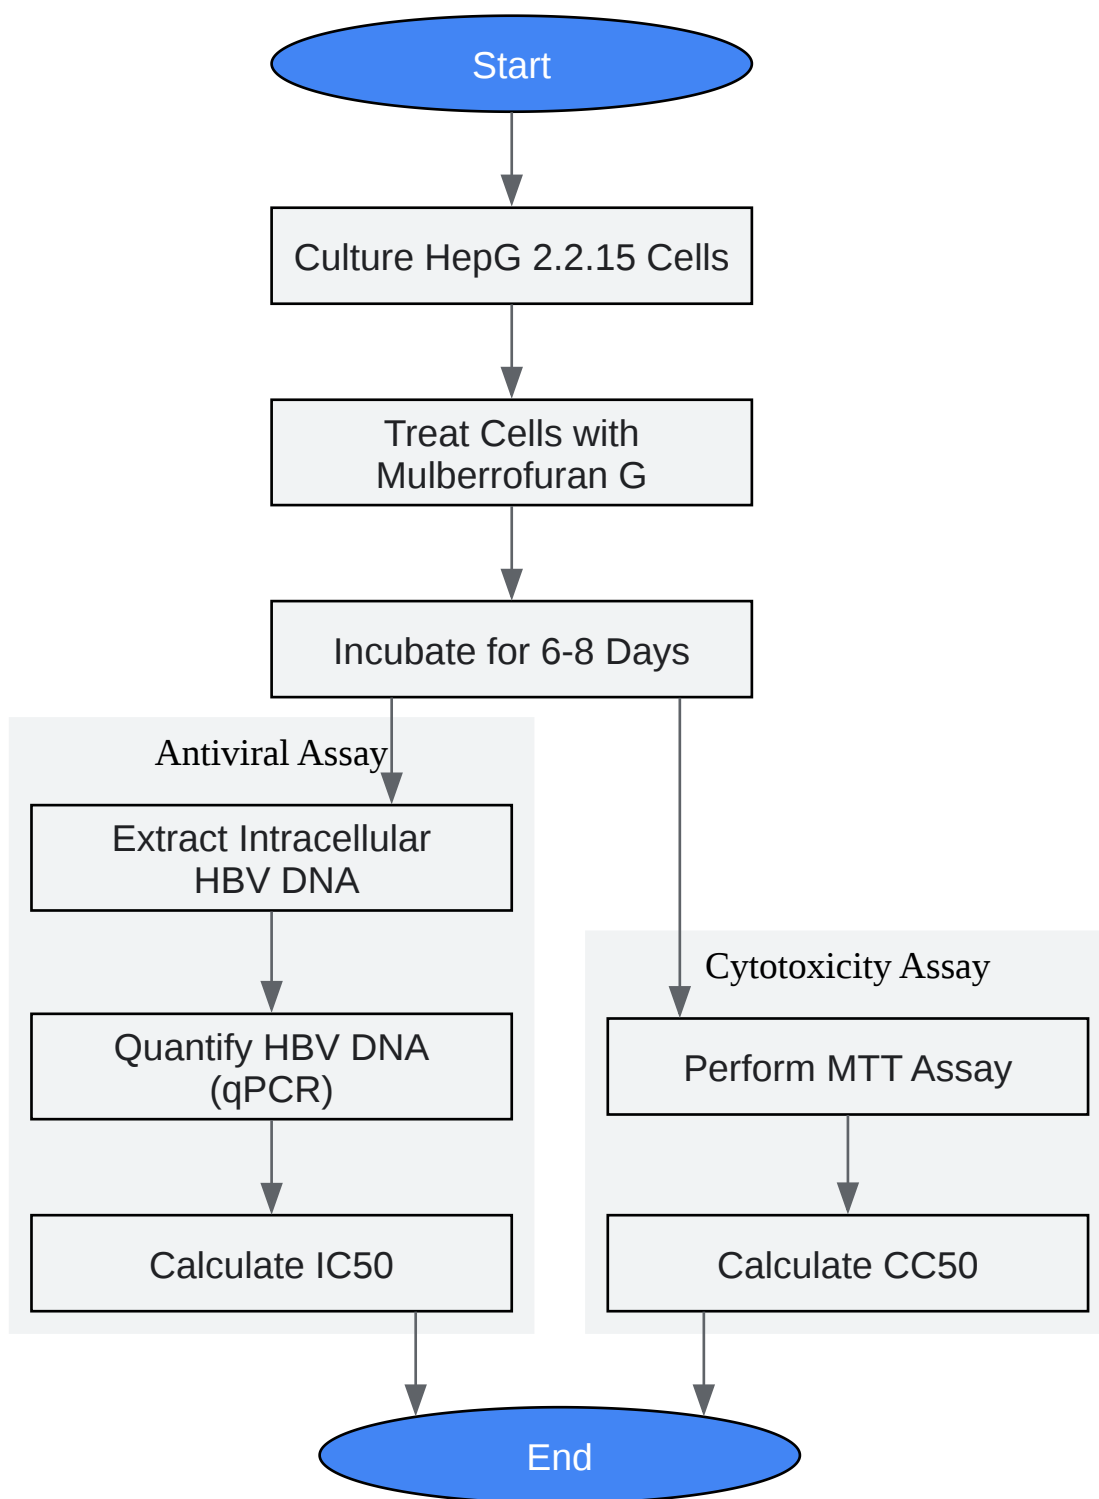 Start
Culture HepG 2.2.15 Cells
Treat Cells with
Mulberrofuran G
Incubate for 6-8 Days
Antiviral Assay
Extract Intracellular
HBV DNA
Quantify HBV DNA
(qPCR)
Calculate IC50
Cytotoxicity Assay
Perform MTT Assay
Calculate CC50
End